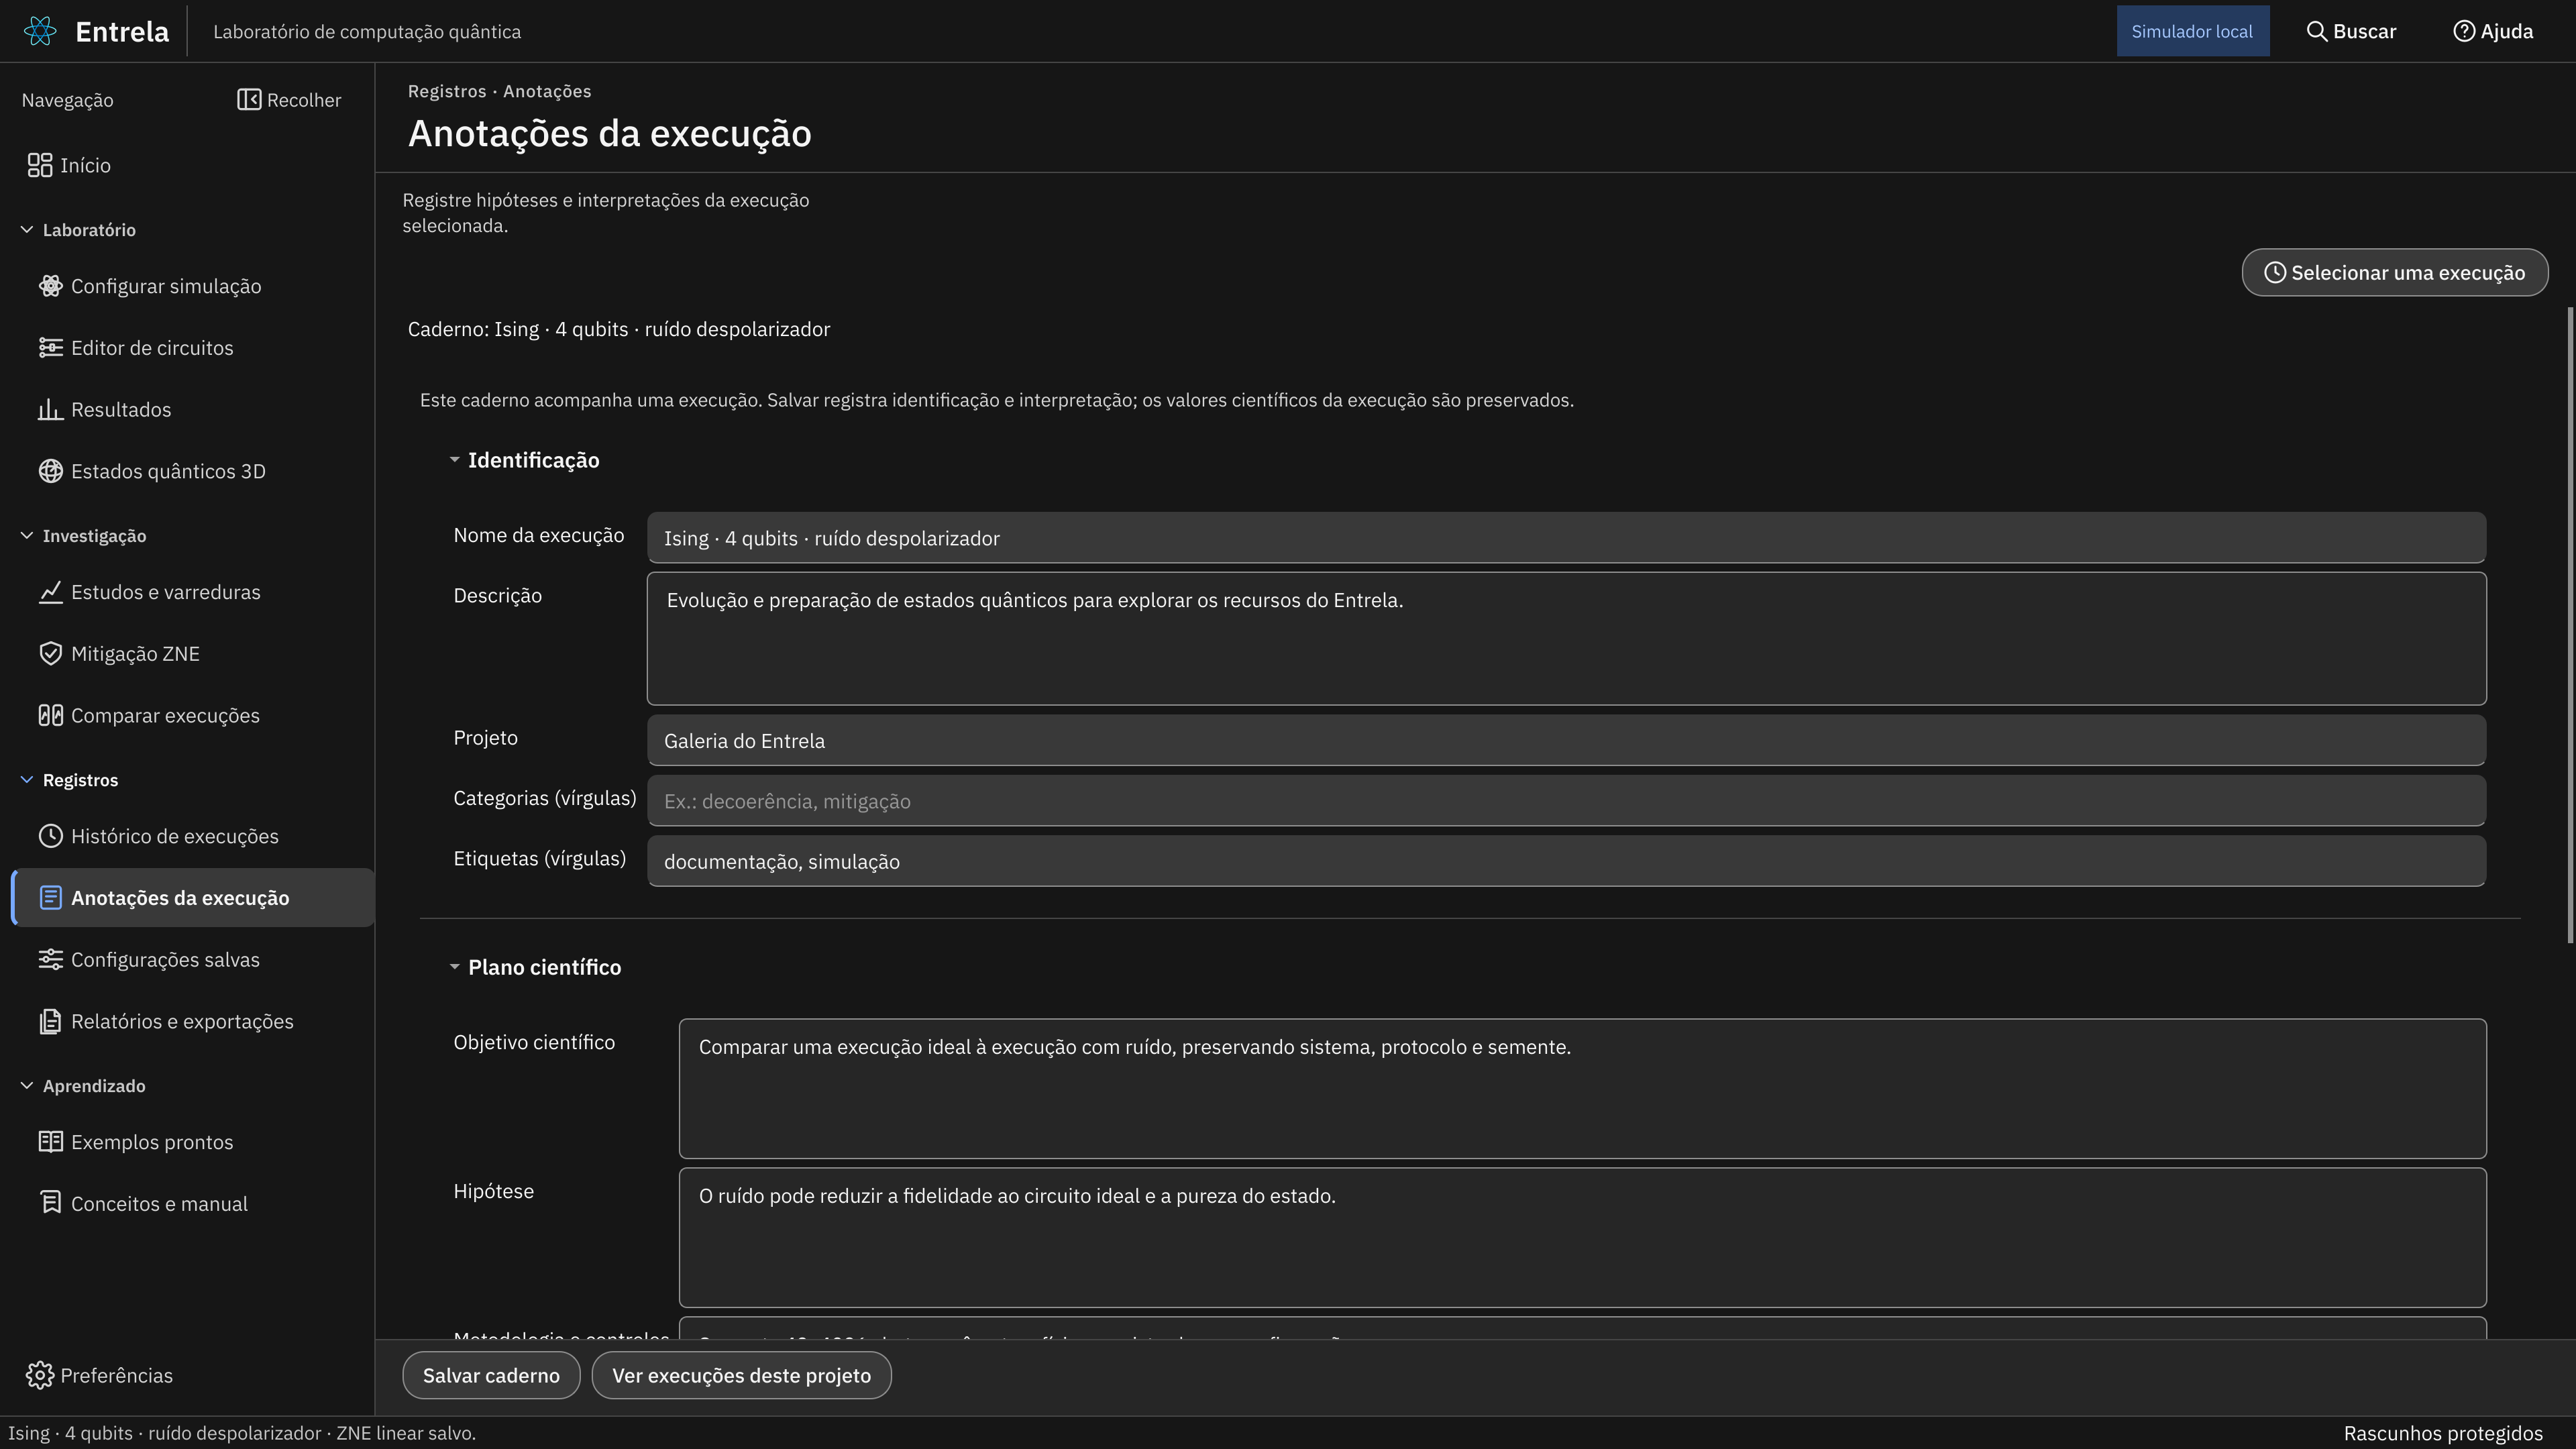 Entrela
Laboratório de computação quântica
Simulador local
Buscar
Ajuda
Navegação
Recolher
Início
Laboratório
Configurar simulação
Editor de circuitos
Resultados
Estados quânticos 3D
Investigação
Estudos e varreduras
Mitigação ZNE
Comparar execuções
Registros
Histórico de execuções
Anotações da execução
Configurações salvas
Relatórios e exportações
Aprendizado
Exemplos prontos
Conceitos e manual
Preferências
Registros · Anotações
Anotações da execução
Registre hipóteses e interpretações da execução
selecionada.
Selecionar uma execução
Caderno: Ising · 4 qubits · ruído despolarizador
Este caderno acompanha uma execução. Salvar registra identificação e interpretação; os valores científicos da execução são preservados.
Identificação
Nome da execução
Ising · 4 qubits · ruído despolarizador
Descrição
Evolução e preparação de estados quânticos para explorar os recursos do Entrela.
Projeto
Galeria do Entrela
Categorias (vírgulas)
Ex.: decoerência, mitigação
Etiquetas (vírgulas)
documentação, simulação
Plano científico
Objetivo científico
Comparar uma execução ideal à execução com ruído, preservando sistema, protocolo e semente.
Hipótese
O ruído pode reduzir a fidelidade ao circuito ideal e a pureza do estado.
Metodologia e controles
Salvar caderno
Ver execuções deste projeto
Ising · 4 qubits · ruído despolarizador · ZNE linear salvo.
Rascunhos protegidos